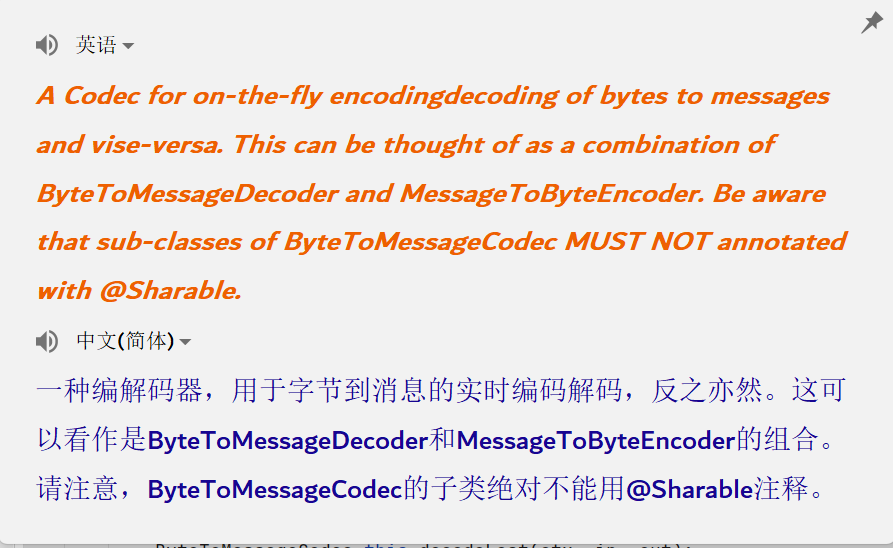 英语
A Codec for on-the-fly encodingdecoding of bytes to messages
and vise-versa. This can be thought of as a combination of
ByteToMessageDecoder and MessageToByteEncoder. Be aware
that sub-classes of ByteToMessageCodec MUST NOT annotated
with @Sharable.
中文(简体)
一种编解码器，用于字节到消息的实时编码解码，反之亦然。这可
以看作是ByteToMessageDecoder和MessageToByteEncoder的组合。
请注意，ByteToMessageCodec的子类绝对不能用@Sharable注释。